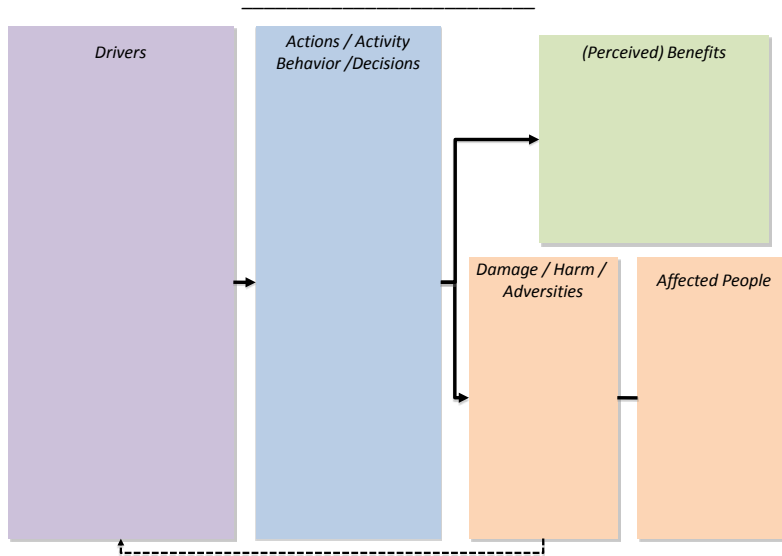 Drivers
Actions / Activity
Behavior /Decisions
(Perceived) Benefits
Damage / Harm /
Adversities
Affected People